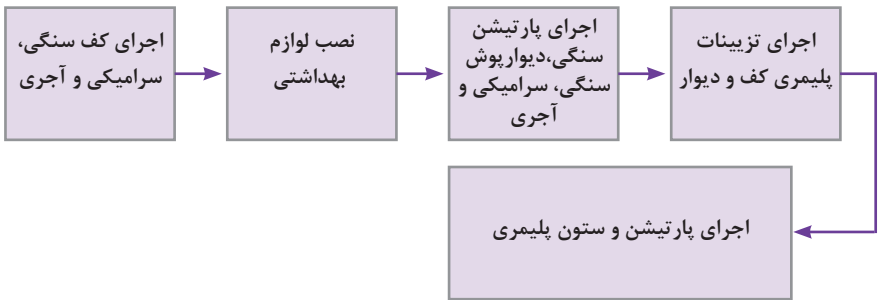 اجرای کف سنگی،
سرامیکی و آجری
نصب لوازم
بهداشتی
اجرای پارتیشن
سنگی،دیوارپوش
سنگی، سرامیکی و
آجری
اجرای تزیینات
پلیمری کف و دیوار
اجرای پارتیشن و ستون پلیمری